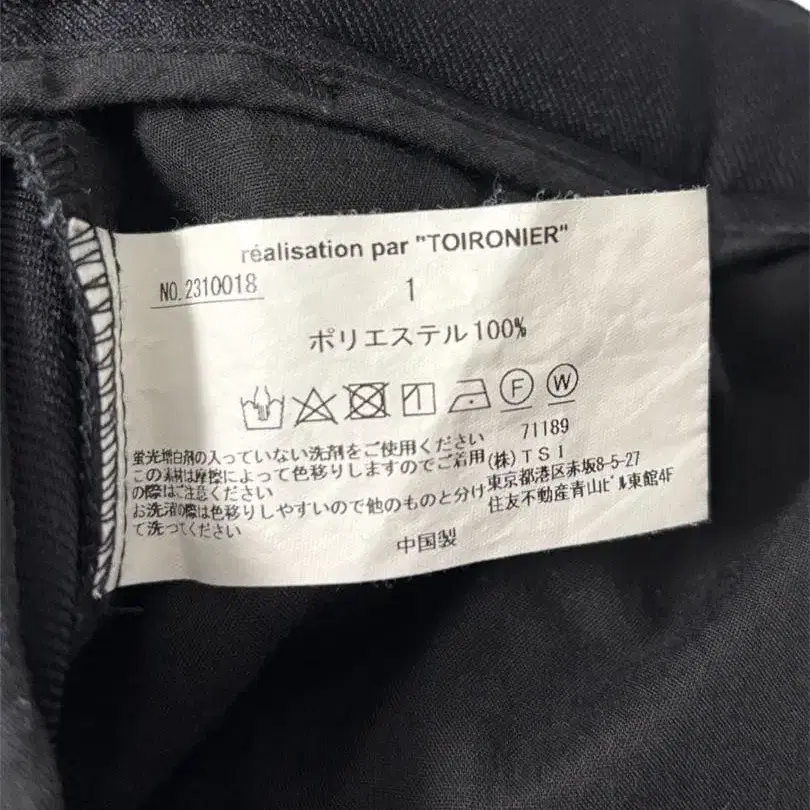 réalisation par "TOIRONIER"
NO.2310018
1
ポリエステル100%
F W
蛍光増白剤の入っていない洗剤をご使用ください
この素材は摩擦によって色移りしますのでご着用
の際はご注意ください
お洗濯の際は色移りしやすいので他のものと分け
て洗ってください
71189
(株)TSI
東京都港区赤坂8-5-27
住友不動産青山ビル東館4F
中国製